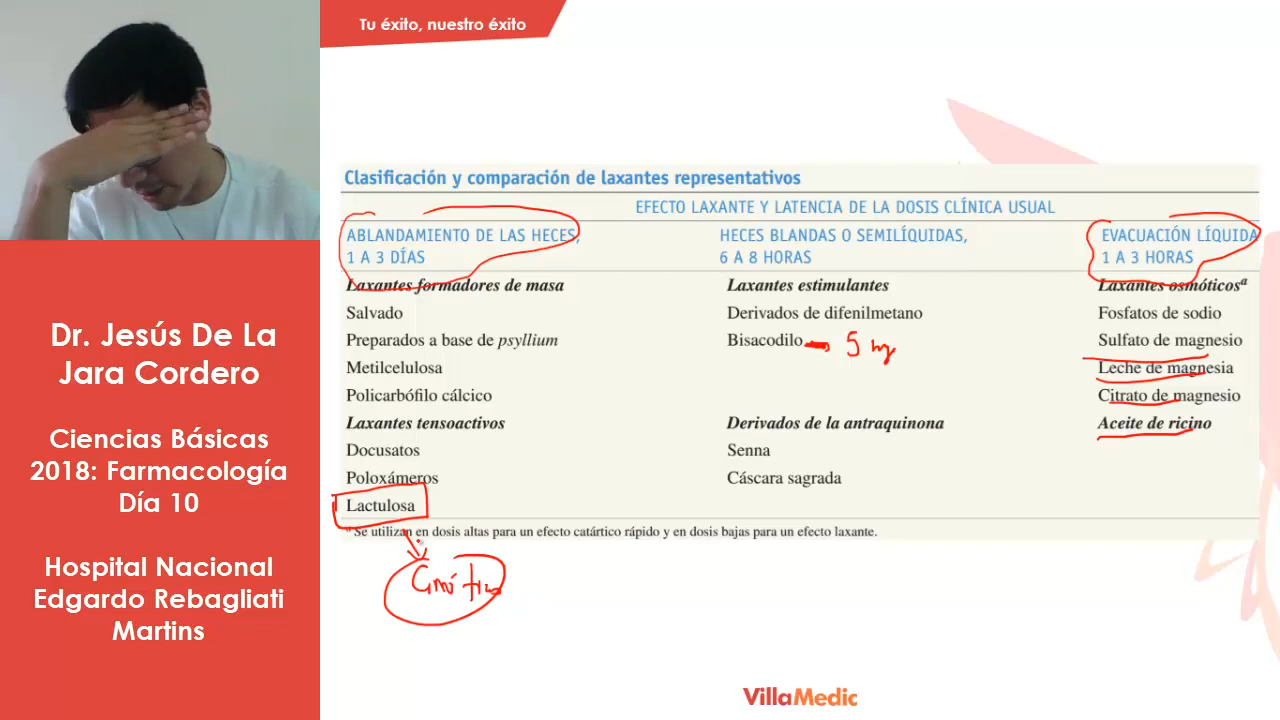 Tu éxito, nuestro éxito
Clasificación y comparación de laxantes representativos
EFECTO LAXANTE Y LATENCIA DE LA DOSIS CLÍNICA USUAL
ABLANDAMIENTO DE LAS HECES,
1 A 3 DÍAS
HECES BLANDAS O SEMILÍQUIDAS,
6 A 8 HORAS
EVACUACIÓN LÍQUIDA
1 A 3 HORAS
Laxantes formadores de masa
Laxantes estimulantes
Laxantes osmóticosª
Salvado
Derivados de difenilmetano
Fosfatos de sodio
Preparados a base de psyllium
Bisacodilo
5 mg
Sulfato de magnesio
Metilcelulosa
Leche de magnesia
Policarbófilo cálcico
Citrato de magnesio
Laxantes tensoactivos
Derivados de la antraquinona
Aceite de ricino
Docusatos
Senna
Poloxámeros
Cáscara sagrada
Lactulosa
ª Se utilizan en dosis altas para un efecto catártico rápido y en dosis bajas para un efecto laxante.
Dr. Jesús De La
Jara Cordero
Ciencias Básicas
2018: Farmacología
Día 10
Hospital Nacional
Edgardo Rebagliati
Martins
VillaMedic